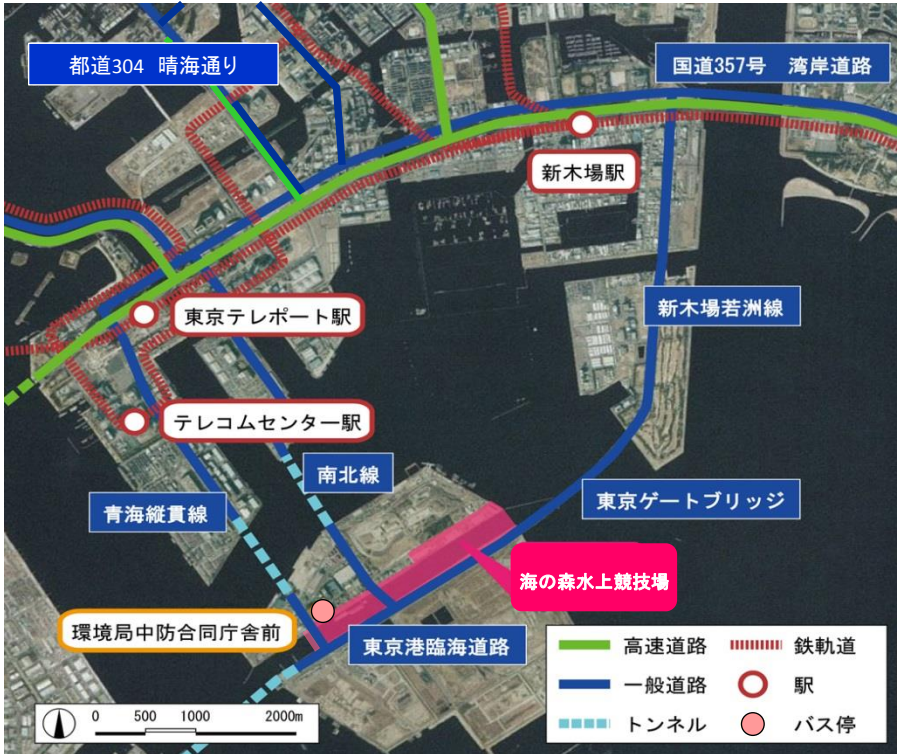 都道304 晴海通り
国道357号 湾岸道路
新木場駅
東京テレポート駅
新木場若洲線
テレコムセンター駅
南北線
青海縦貫線
東京ゲートブリッジ
海の森水上競技場
環境局中防合同庁舎前
東京港臨海道路
高速道路
鉄軌道
一般道路
駅
トンネル
バス停
0 500 1000 2000m